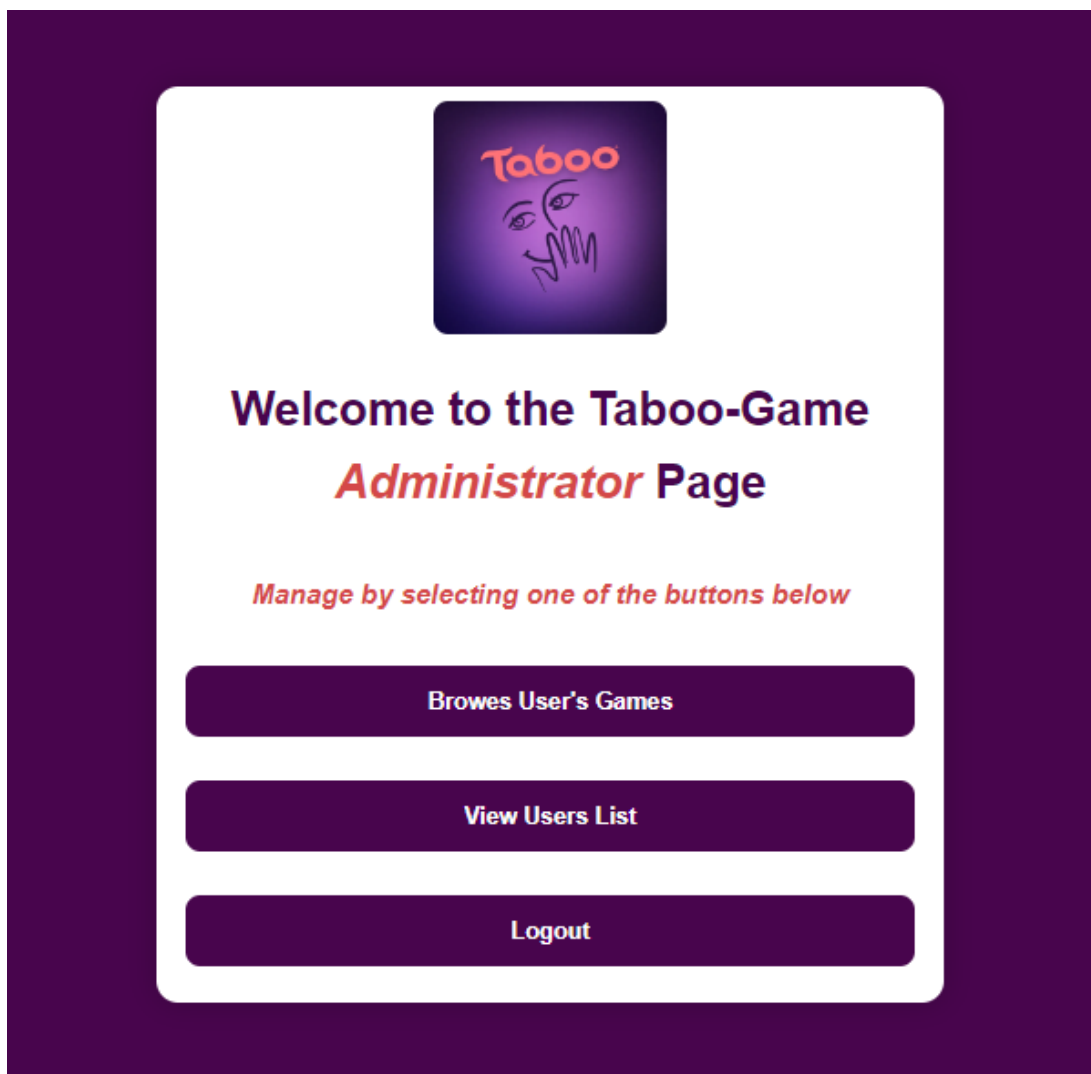 Taboo
Welcome to the Taboo-Game
Administrator Page
Manage by selecting one of the buttons below
Browes User's Games
View Users List
Logout